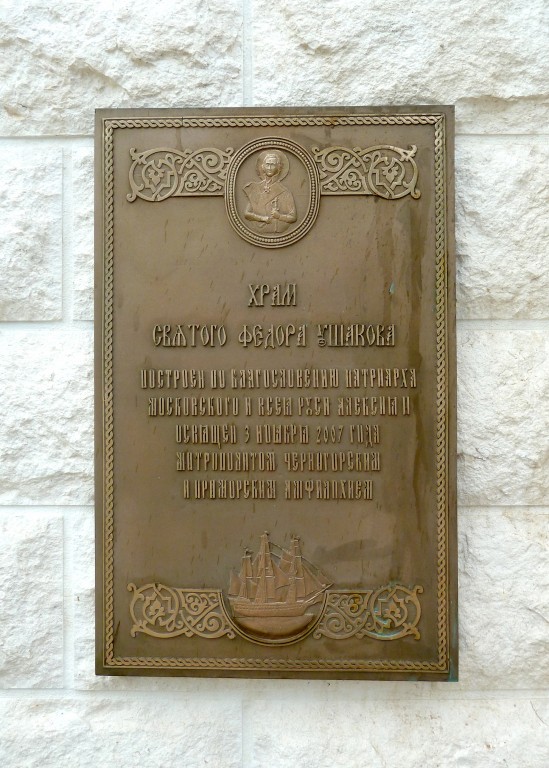 ХРАМ
СВЯТОГО ФЕДОРА УШАКОВА
ПОСТРОЕН ПО БЛАГОСЛОВЕНИЮ ПАТРИАРХА
МОСКОВСКОГО И ВСЕЯ РУСИ АЛЕКСИЯ II
ОСВЯЩЕН 3 НОЯБРЯ 2007 ГОДА
МИТРОПОЛИТОМ ЧЕРНОГОРСКИМ
И ПРИМОРСКИМ АМФИЛОХИЕМ